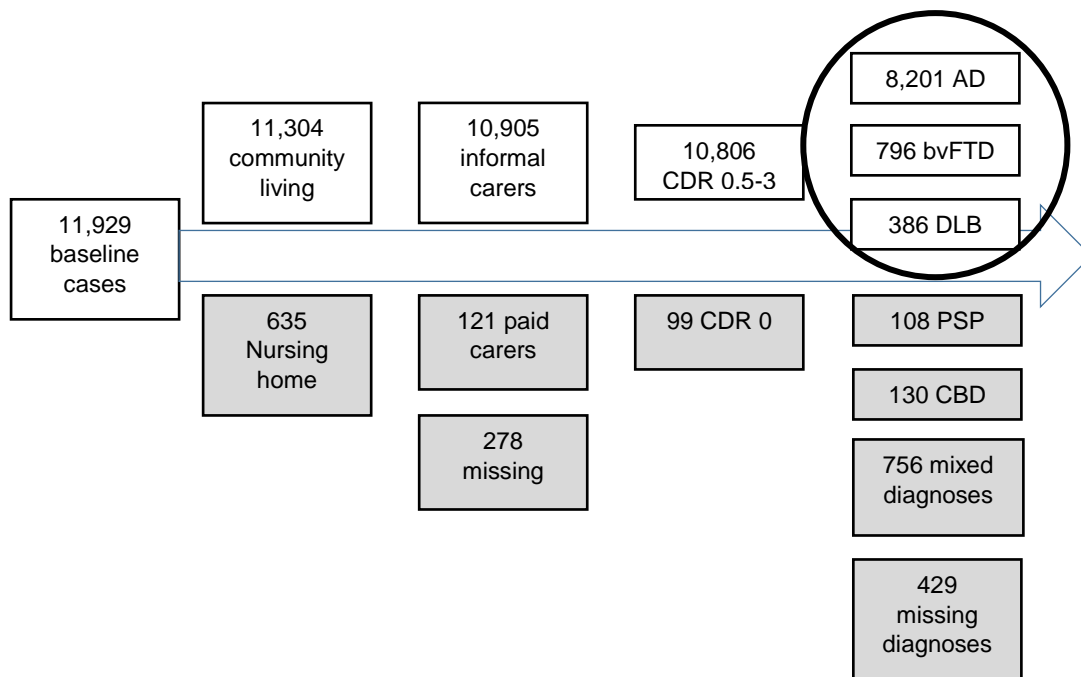 11,929
baseline
cases
11,304
community
living
635
Nursing
home
10,905
informal
carers
121 paid
carers
278
missing
10,806
CDR 0.5-3
99 CDR 0
8,201 AD
796 bvFTD
386 DLB
108 PSP
130 CBD
756 mixed
diagnoses
429
missing
diagnoses